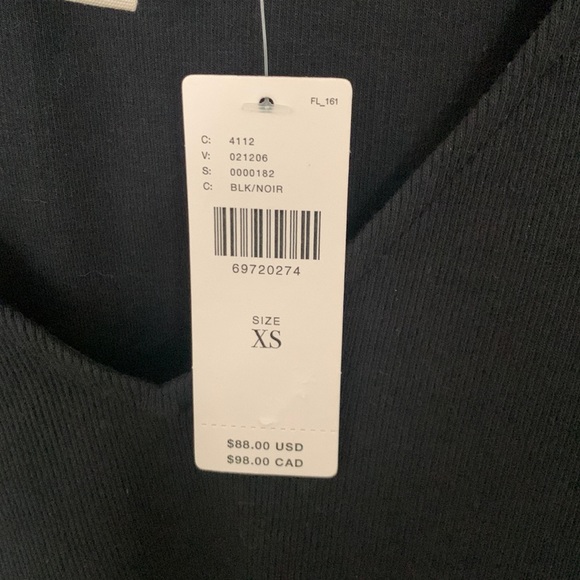 FL_161
C: 4112
V: 021206
S: 0000182
C: BLK/NOIR
69720274
SIZE
XS
$88.00 USD
$98.00 CAD